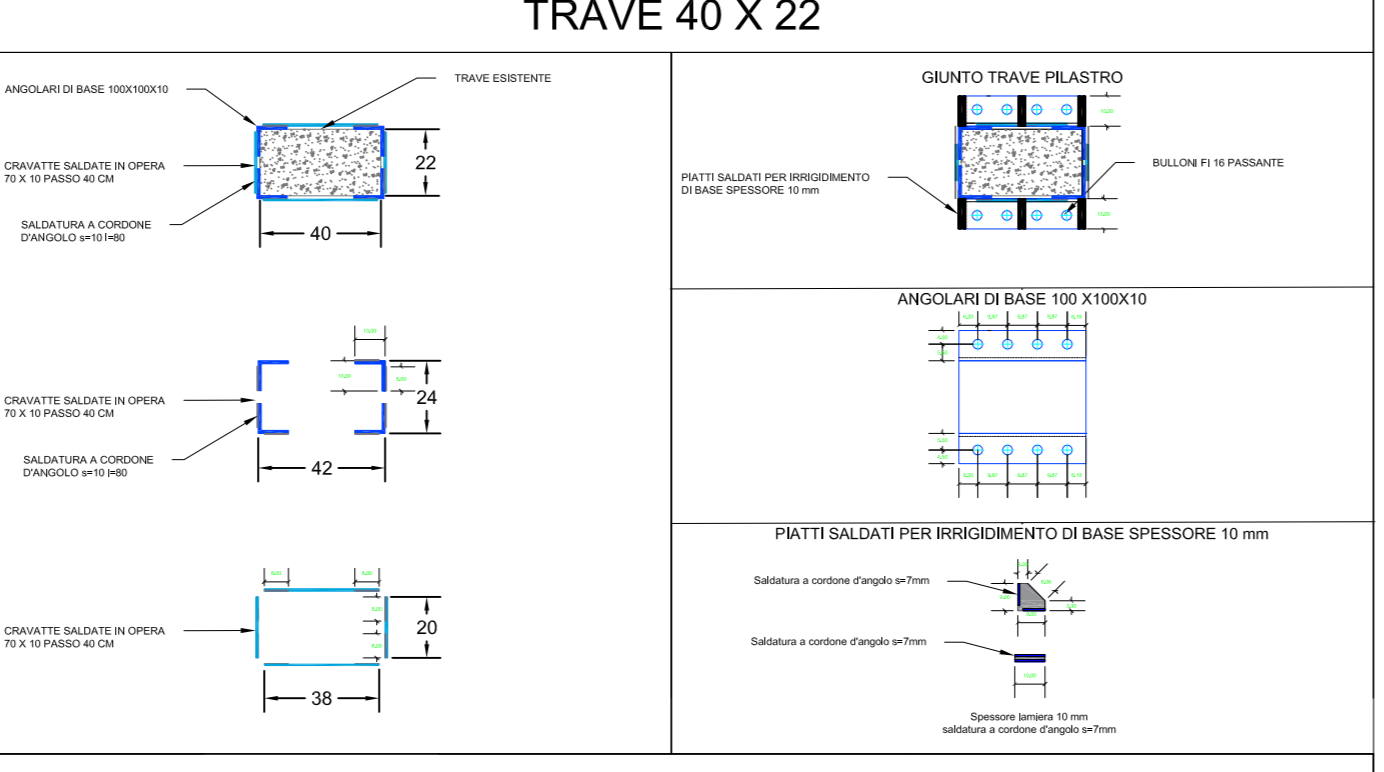 TRAVE 40 X 22
ANGOLARI DI BASE 100X100X10
TRAVE ESISTENTE
CRAVATTE SALDATE IN OPERA
70 X 10 PASSO 40 CM
SALDATURA A CORDONE
D'ANGOLO s=10 l=80
22
40
CRAVATTE SALDATE IN OPERA
70 X 10 PASSO 40 CM
SALDATURA A CORDONE
D'ANGOLO s=10 l=80
24
42
CRAVATTE SALDATE IN OPERA
70 X 10 PASSO 40 CM
20
38
GIUNTO TRAVE PILASTRO
PIATTI SALDATI PER IRRIGIDIMENTO
DI BASE SPESSORE 10 mm
BULLONI FI 16 PASSANTE
ANGOLARI DI BASE 100 X100X10
PIATTI SALDATI PER IRRIGIDIMENTO DI BASE SPESSORE 10 mm
Saldatura a cordone d'angolo s=7mm
Saldatura a cordone d'angolo s=7mm
Spessore lamiera 10 mm
saldatura a cordone d'angolo s=7mm